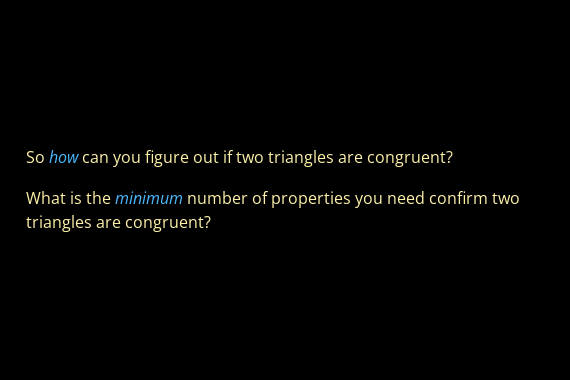 So how can you figure out if two triangles are congruent?
What is the minimum number of properties you need confirm two
triangles are congruent?